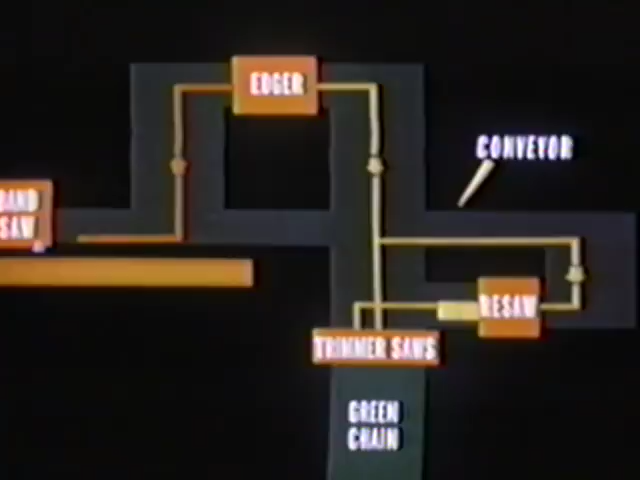 EDGER
CONVEYOR
BAND
SAW
RESAW
TRIMMER SAWS
GREEN
CHAIN